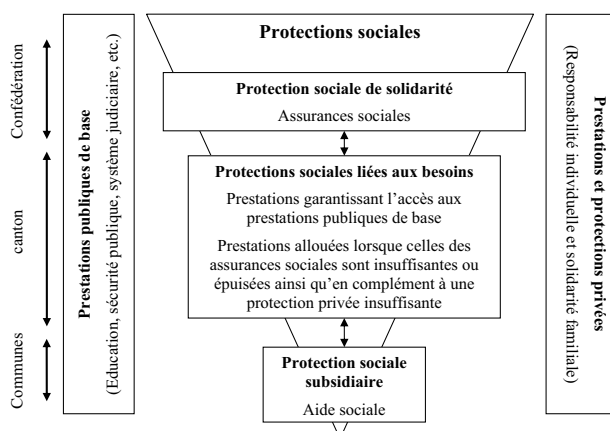 Confédération
canton
Communes
Prestations publiques de base
(Education, sécurité publique, système judiciaire, etc.)
Protections sociales
Protection sociale de solidarité
Assurances sociales
Protections sociales liées aux besoins
Prestations garantissant l'accès aux
prestations publiques de base
Prestations allouées lorsque celles des
assurances sociales sont insuffisantes ou
épuisées ainsi qu'en complément à une
protection privée insuffisante
Protection sociale
subsidiaire
Aide sociale
Prestations et protections privées
(Responsabilité individuelle et solidarité familiale)